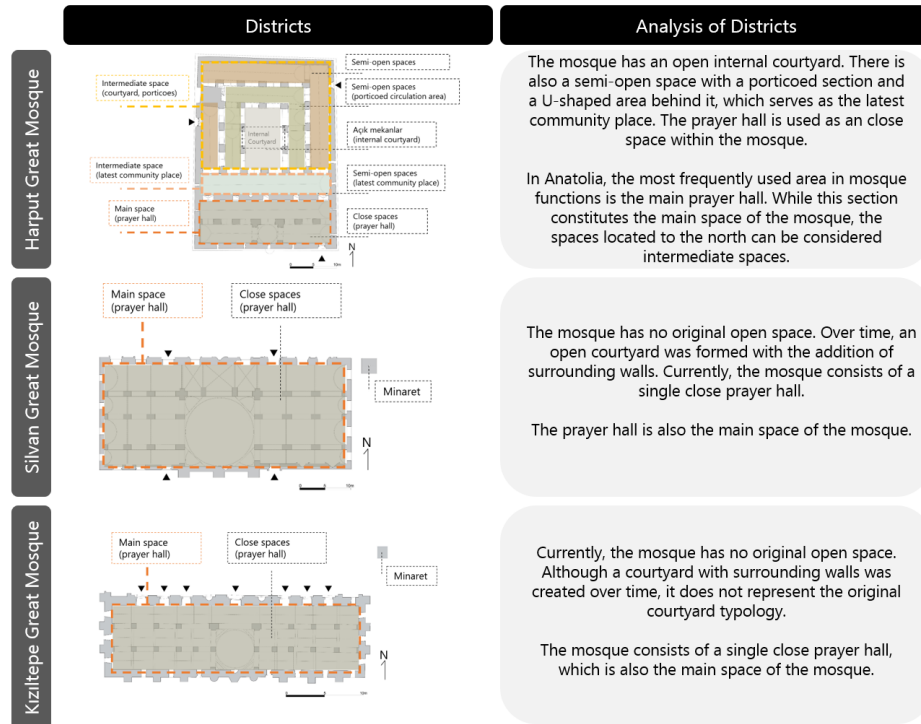 Districts
Analysis of Districts
Harput Great Mosque
Intermediate space
(courtyard, porticoes)
Intermediate space
(latest community place)
Main space
(prayer hall)
Internal
Courtyard
Semi-open spaces
Semi-open spaces
(porticoed circulation area)
Açık mekanlar
(internal courtyard)
Semi-open spaces
(latest community place)
Close spaces
(prayer hall)
N
0 5 10m
The mosque has an open internal courtyard. There is
also a semi-open space with a porticoed section and
a U-shaped area behind it, which serves as the latest
community place. The prayer hall is used as an close
space within the mosque.
In Anatolia, the most frequently used area in mosque
functions is the main prayer hall. While this section
constitutes the main space of the mosque, the
spaces located to the north can be considered
intermediate spaces.
Silvan Great Mosque
Main space
(prayer hall)
Close spaces
(prayer hall)
Minaret
N
10m
The mosque has no original open space. Over time, an
open courtyard was formed with the addition of
surrounding walls. Currently, the mosque consists of a
single close prayer hall.
The prayer hall is also the main space of the mosque.
Kızıltepe Great Mosque
Main space
(prayer hall)
Close spaces
(prayer hall)
Minaret
N
10m
Currently, the mosque has no original open space.
Although a courtyard with surrounding walls was
created over time, it does not represent the original
courtyard typology.
The mosque consists of a single close prayer hall,
which is also the main space of the mosque.